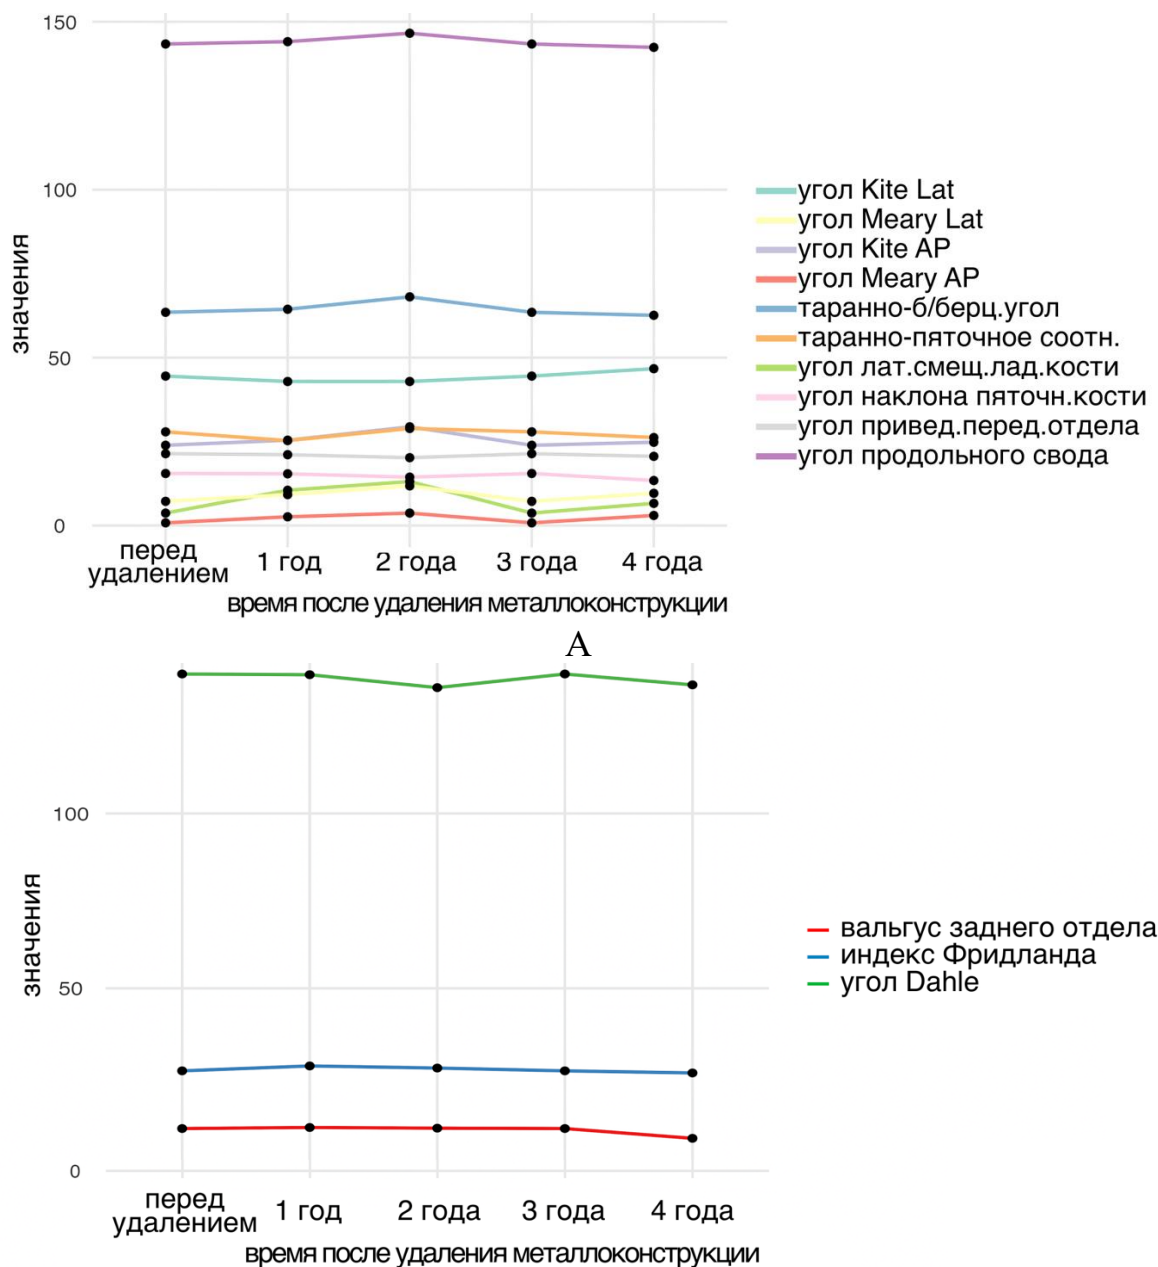 150
100
50
0
значения
перед
удалением
1 год
2 года
3 года
4 года
время после удаления металлоконструкции
угол Kite Lat
угол Meary Lat
угол Kite AP
угол Meary AP
таранно-б/берц.угол
таранно-пяточное соотн.
угол лат.смещ.лад.кости
угол наклона пяточн.кости
угол привед.перед.отдела
угол продольного свода
А
100
50
0
значения
перед
удалением
1 год
2 года
3 года
4 года
время после удаления металлоконструкции
вальгус заднего отдела
индекс Фридланда
угол Dahle